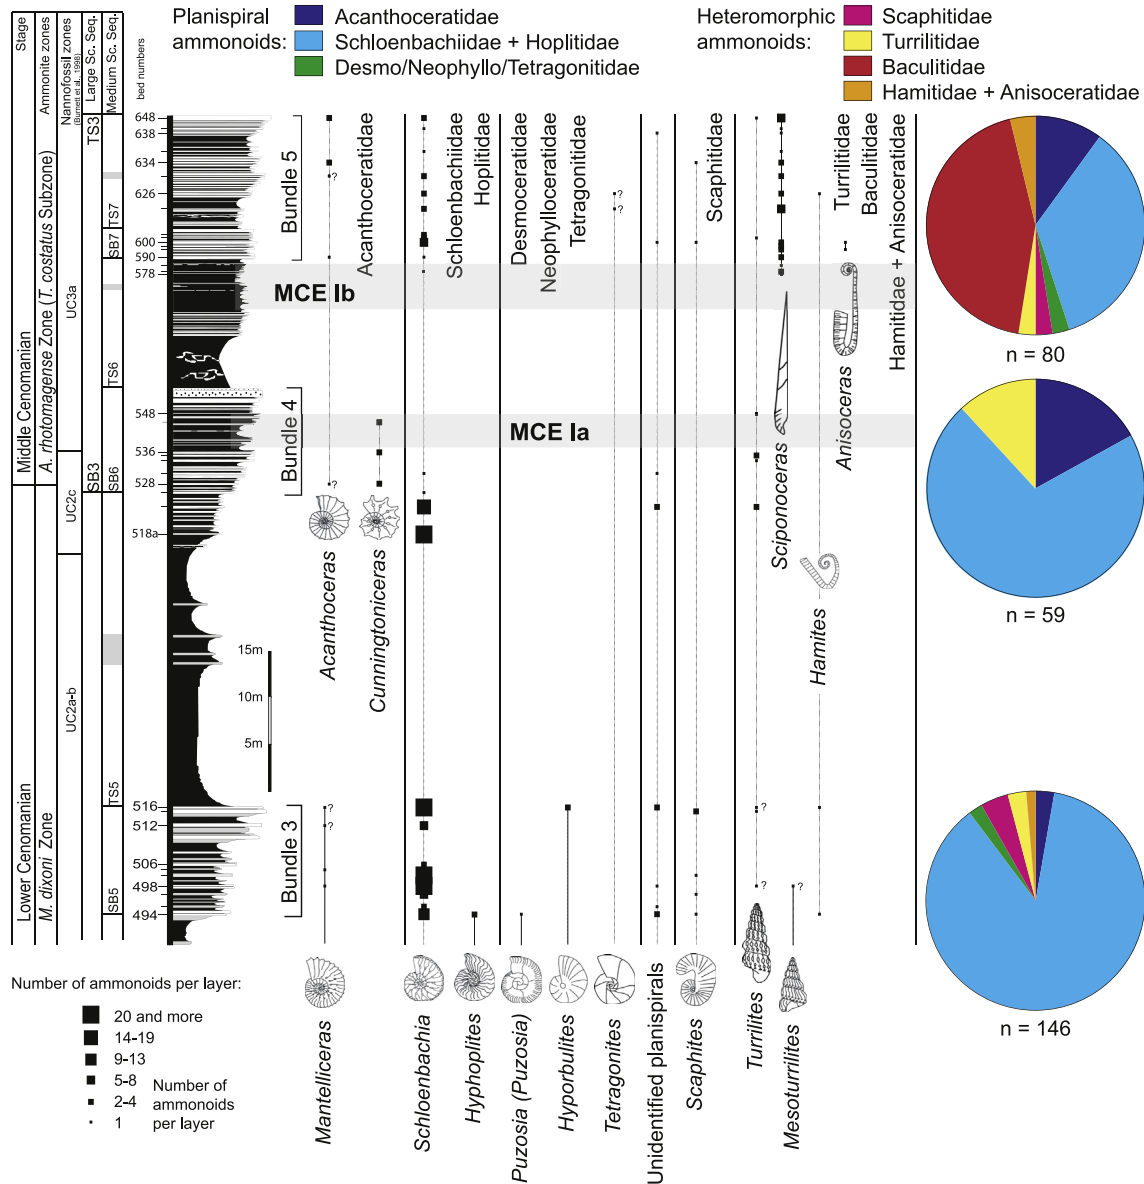 Planispiral
ammonoids:
Acanthoceratidae
Schloenbachiidae + Hoplitidae
Desmo/Neophyllo/Tetragonitidae
Heteromorphic
ammonoids:
Scaphitidae
Turrilitidae
Baculitidae
Hamitidae + Anisoceratidae
Stage
Ammonite zones
Nannofossil zones
(Burnett et al., 1998)
Large Sc. Seq.
Medium Sc. Seq.
bed numbers
Middle Cenomanian
Lower Cenomanian
A. rhotomagense Zone (T. costatus Subzone)
M. dixoni Zone
UC3a
UC2c
UC2a-b
TS3
SB3
TS7
SB7
TS6
SB6
TS5
SB5
648
638
634
626
600
590
578
548
536
528
518a
516
512
506
498
494
Bundle 5
Bundle 4
Bundle 3
MCE Ib
MCE Ia
15m
10m
5m
Acanthoceratidae
Schloenbachiidae
Hoplitidae
Desmoceratidae
Neophylloceratidae
Tetragonitidae
Scaphitidae
Turrilitidae
Baculitidae
Hamitidae + Anisoceratidae
?
?
?
?
?
?
?
?
?
Acanthoceras
Cunningtoniceras
Sciponoceras
Anisoceras
Hamites
Mantelliceras
Schloenbachia
Hyphoplites
Puzosia (Puzosia)
Hyporbulites
Tetragonites
Unidentified planispirals
Scaphites
Turrilites
Mesoturrilites
n = 80
n = 59
n = 146
Number of ammonoids per layer:
20 and more
14-19
9-13
5-8
2-4
1
Number of
ammonoids
per layer